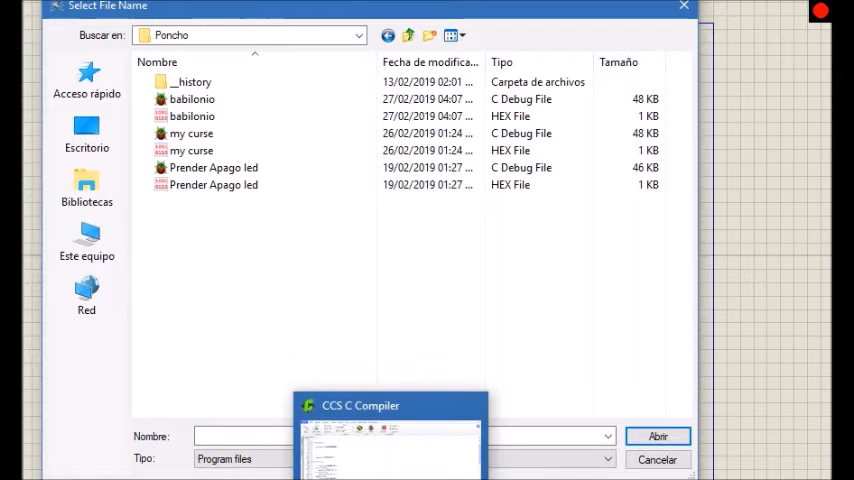 Select File Name
Buscar en: Poncho
Nombre Fecha de modifica... Tipo Tamaño
__history 13/02/2019 02:01 ... Carpeta de archivos
babilonio 27/02/2019 04:07 ... C Debug File 48 KB
babilonio 27/02/2019 04:07 ... HEX File 1 KB
my curse 26/02/2019 01:24 ... C Debug File 48 KB
my curse 26/02/2019 01:24 ... HEX File 1 KB
Prender Apago led 19/02/2019 01:27 ... C Debug File 46 KB
Prender Apago led 19/02/2019 01:27 ... HEX File 1 KB
Acceso rápido
Escritorio
Bibliotecas
Este equipo
Red
CCS C Compiler
Nombre: Abrir
Tipo: Program files Cancelar